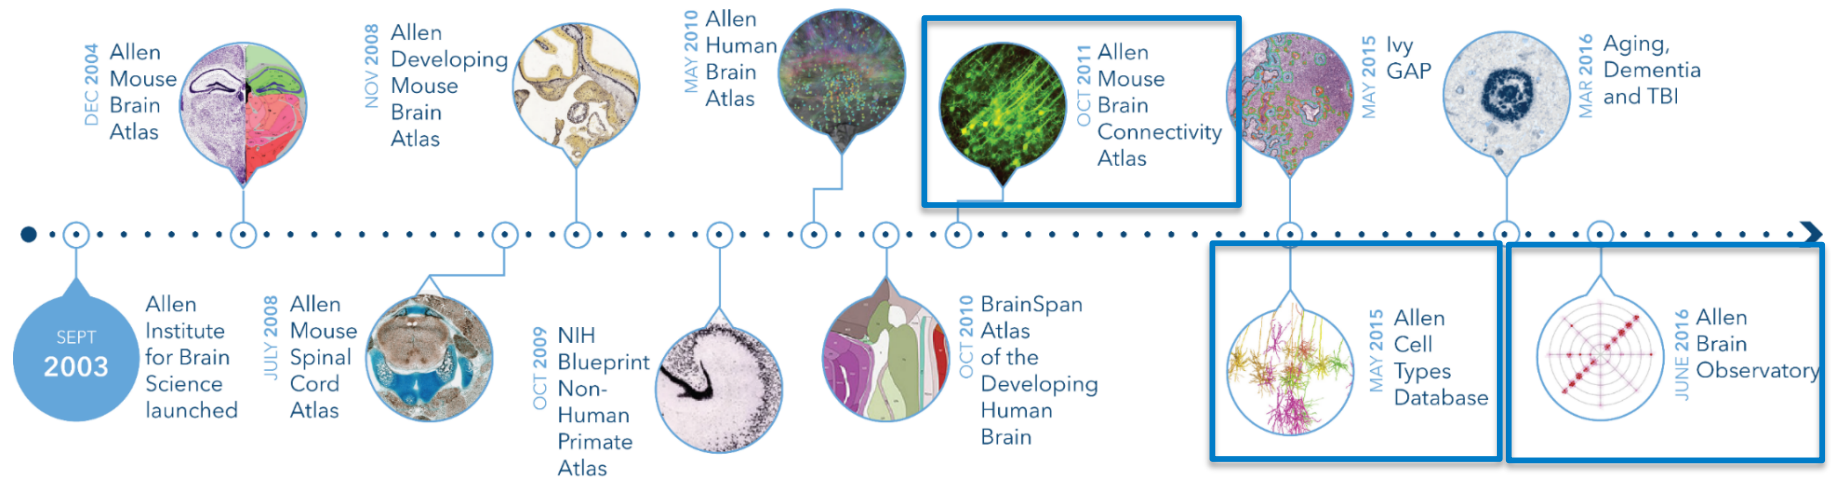 DEC 2004
Allen
Mouse
Brain
Atlas
NOV 2008
Allen
Developing
Mouse
Brain
Atlas
MAY 2010
Allen
Human
Brain
Atlas
OCT 2011
Allen
Mouse
Brain
Connectivity
Atlas
MAY 2015
Ivy
GAP
MAR 2016
Aging,
Dementia
and TBI
SEPT
2003
Allen
Institute
for Brain
Science
launched
JULY 2008
Allen
Mouse
Spinal
Cord
Atlas
OCT 2009
NIH
Blueprint
Non-
Human
Primate
Atlas
OCT 2010
BrainSpan
Atlas
of the
Developing
Human
Brain
MAY 2015
Allen
Cell
Types
Database
JUNE 2016
Allen
Brain
Observatory